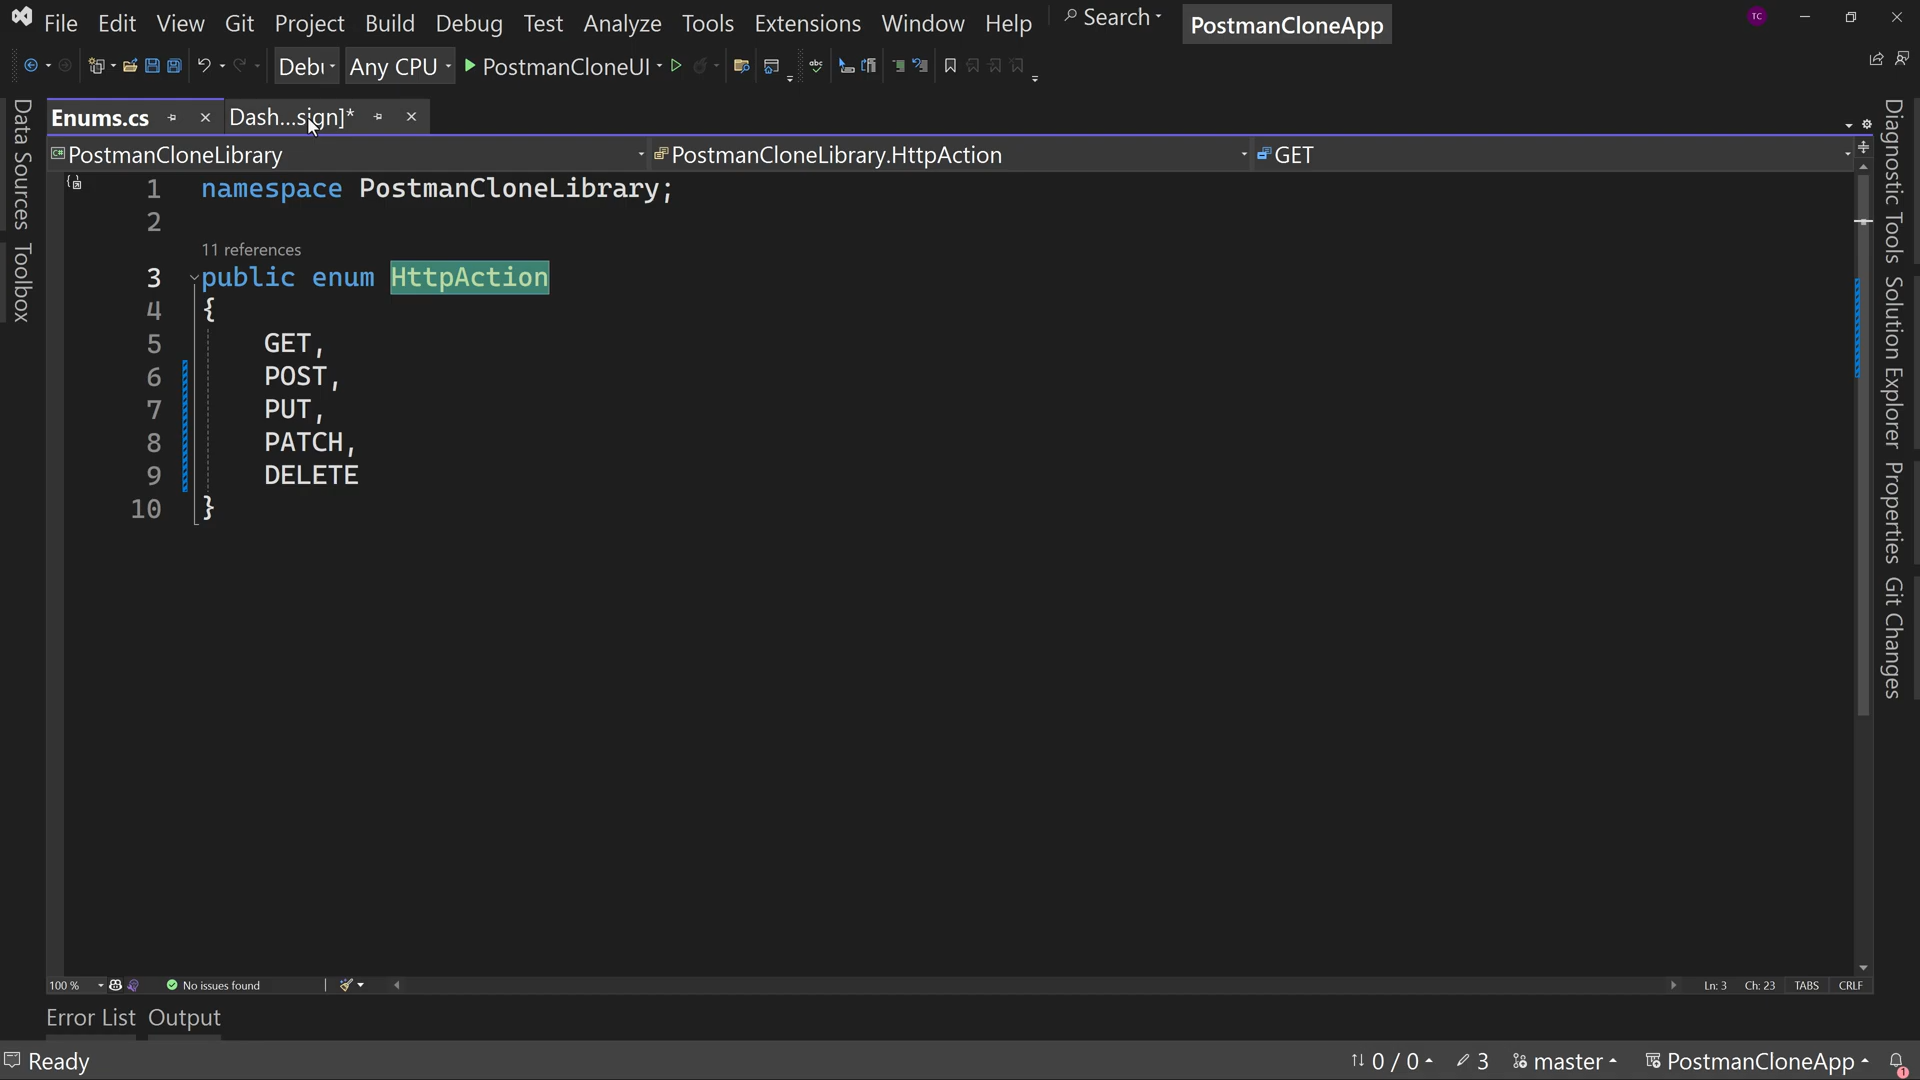 File Edit View Git Project Build Debug Test Analyze Tools Extensions Window Help Search PostmanCloneApp TC
Debu Any CPU PostmanCloneUI abc
Enums.cs Dash...sign]*
PostmanCloneLibrary PostmanCloneLibrary.HttpAction GET
1 namespace PostmanCloneLibrary;
2
11 references
3 public enum HttpAction
4 {
5 GET,
6 POST,
7 PUT,
8 PATCH,
9 DELETE
10 }
Data Sources
Toolbox
Diagnostic Tools
Solution Explorer
Properties
Git Changes
100 % No issues found Ln: 3 Ch: 23 TABS CRLF
Error List Output
Ready 0 / 0 3 master PostmanCloneApp 1